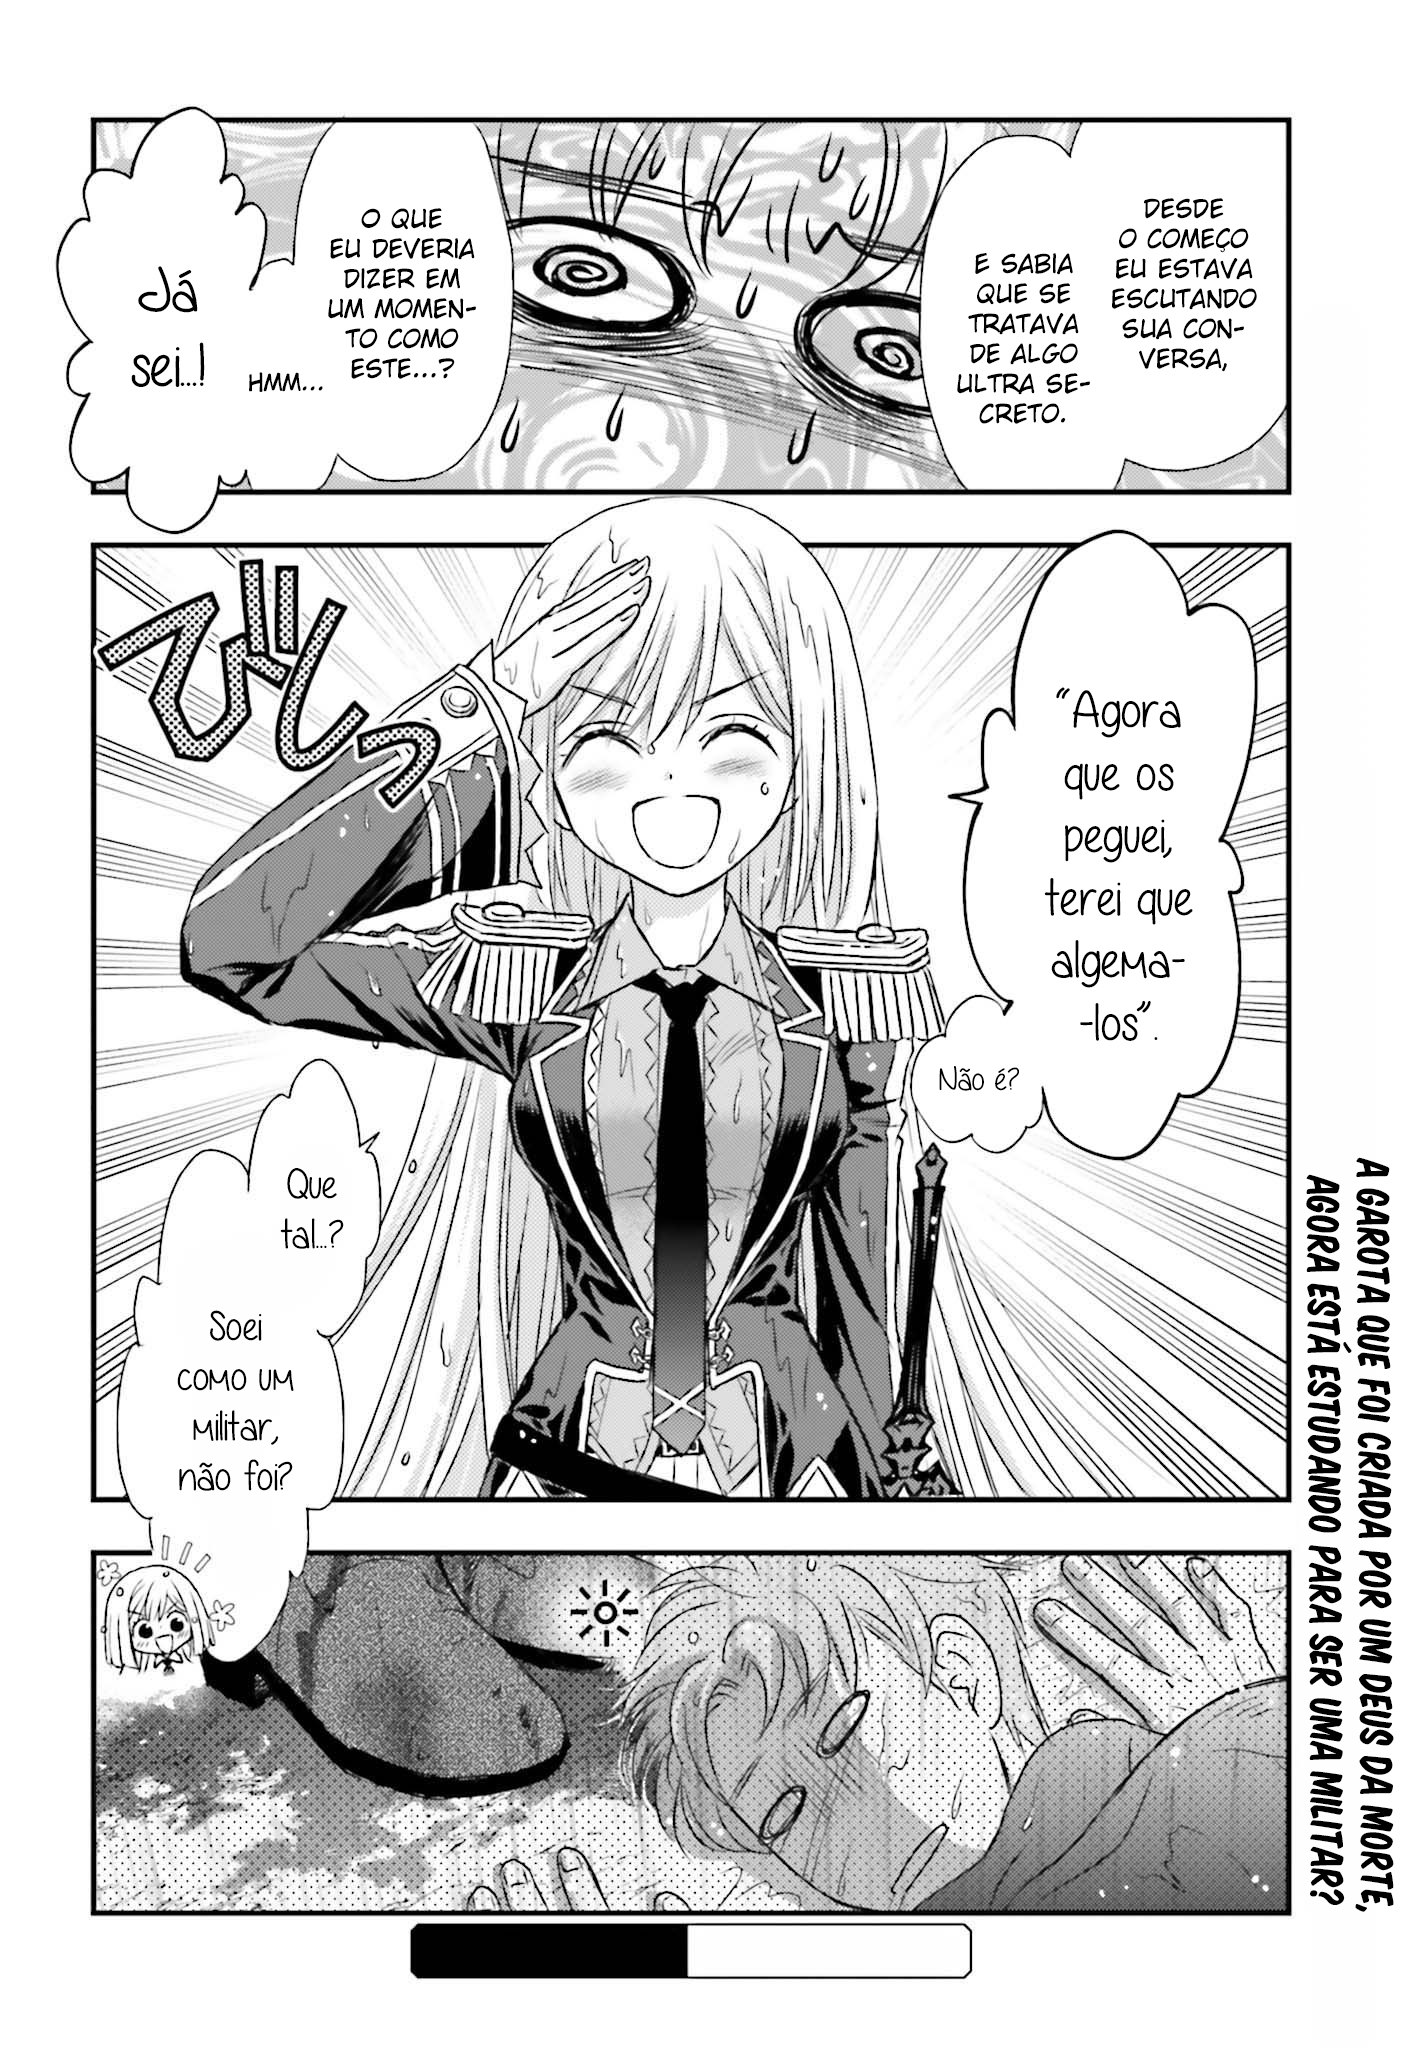 DESDE
O COMEÇO
EU ESTAVA
ESCUTANDO
SUA CON-
VERSA,
E SABIA
QUE SE
TRATAVA
DE ALGO
ULTRA SE-
CRETO.
O QUE
EU DEVERIA
DIZER EM
UM MOMEN-
TO COMO
ESTE...?
HMM...
Já
sei...!
"Agora
que os
peguei,
terei que
algema-
-los".
Não é?
びしっ
Que
tal...?
Soei
como um
militar,
não foi?
A GAROTA QUE FOI CRIADA POR UM DEUS DA MORTE,
AGORA ESTÁ ESTUDANDO PARA SER UMA MILITAR?